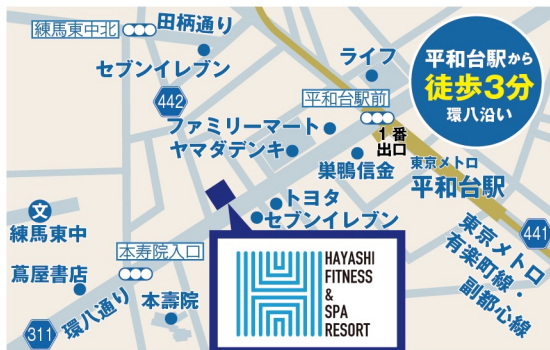 練馬東中北
田柄通り
セブンイレブン
442
ライフ
平和台駅から
徒歩3分
環八沿い
平和台駅前
ファミリーマート
ヤマダデンキ
1番
出口
巣鴨信金
東京メトロ
平和台駅
文
練馬東中
トヨタ
セブンイレブン
441
東京メトロ
有楽町線・
副都心線
本寿院入口
蔦屋書店
環八通り
本壽院
311
HAYASHI
FITNESS
&
SPA
RESORT